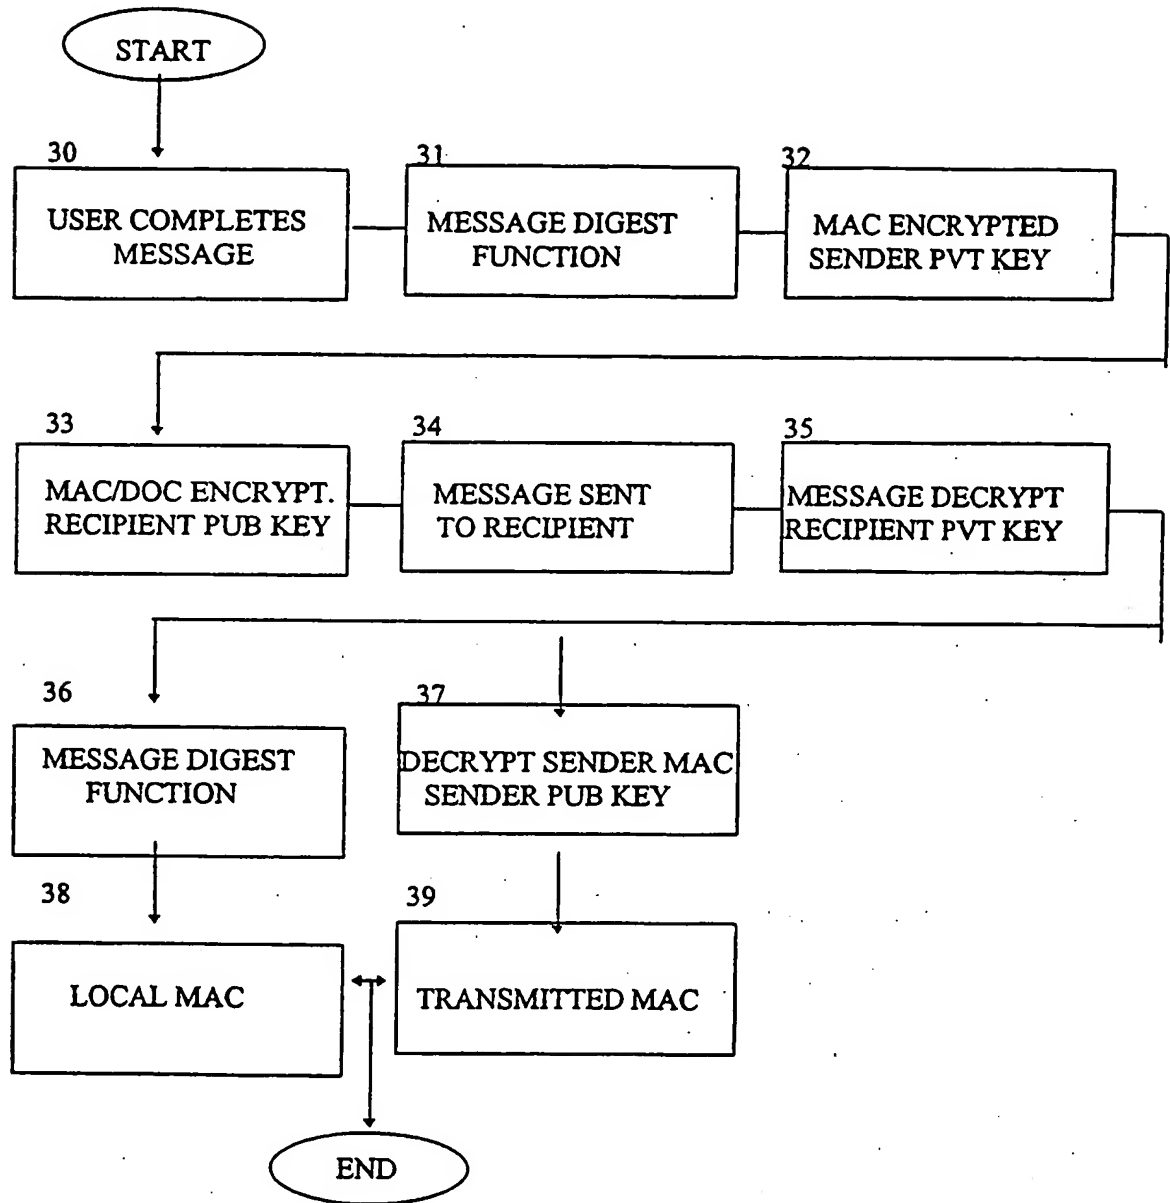 START
30
USER COMPLETES
MESSAGE
31
MESSAGE DIGEST
FUNCTION
32
MAC ENCRYPTED
SENDER PVT KEY
33
MAC/DOC ENCRYPT.
RECIPIENT PUB KEY
34
MESSAGE SENT
TO RECIPIENT
35
MESSAGE DECRYPT
RECIPIENT PVT KEY
36
MESSAGE DIGEST
FUNCTION
37
DECRYPT SENDER MAC
SENDER PUB KEY
38
LOCAL MAC
39
TRANSMITTED MAC
END